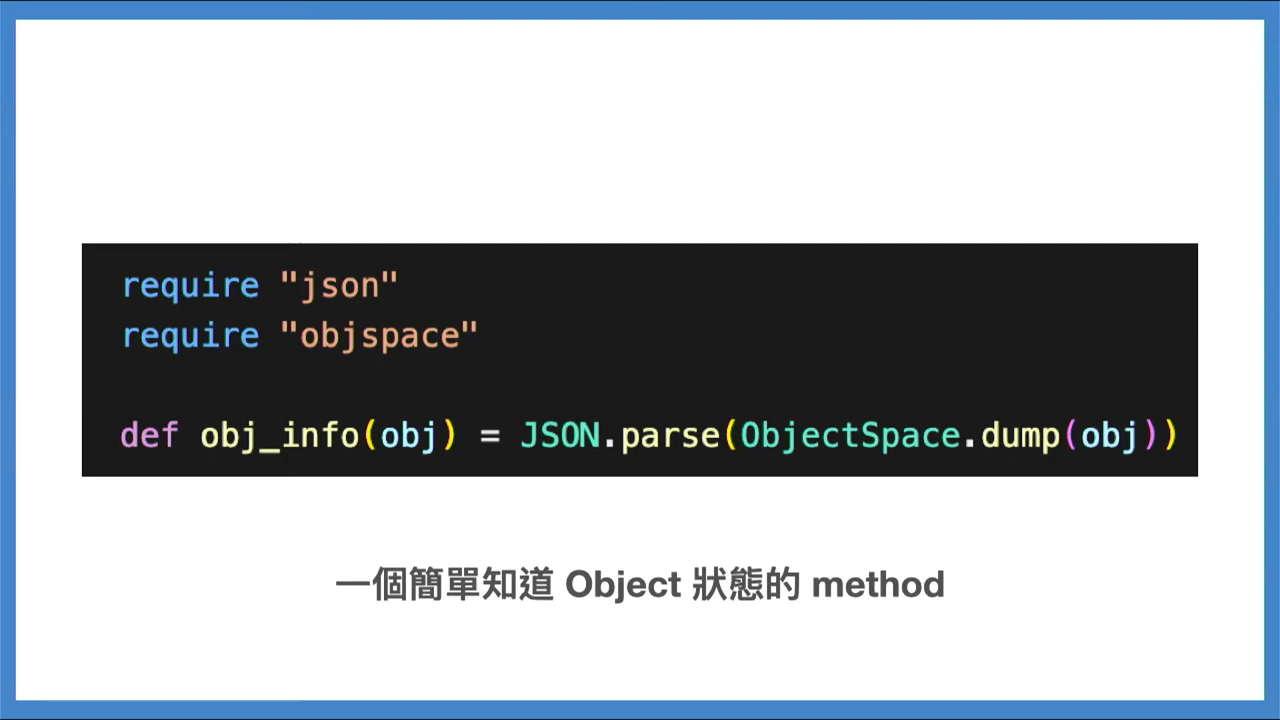 require "json"
require "objspace"
def obj_info(obj) = JSON.parse(ObjectSpace.dump(obj))
一個簡單知道 Object 狀態的 method